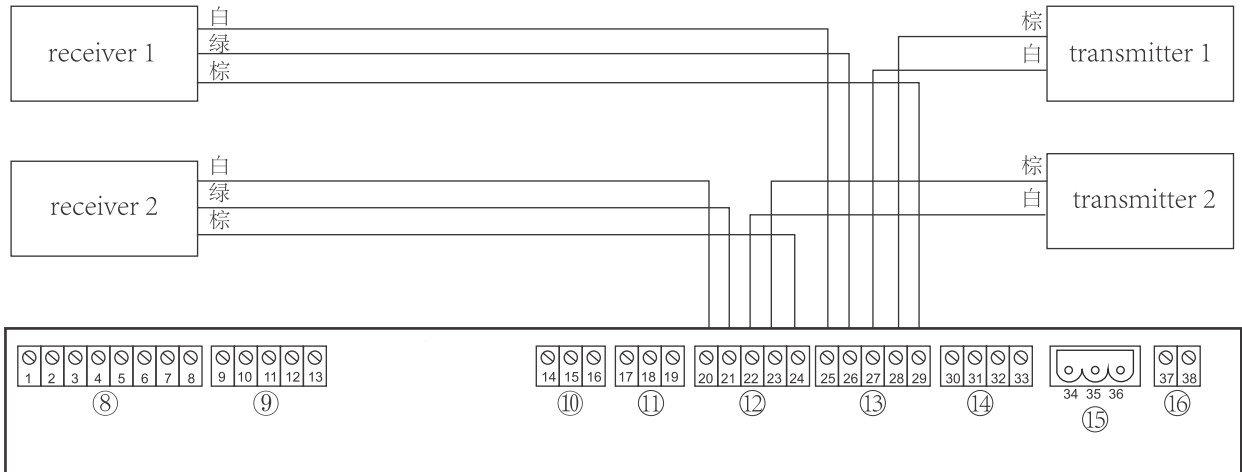 白
receiver 1
绿
棕
棕
白
transmitter 1
白
receiver 2
绿
棕
棕
白
transmitter 2
1 2 3 4 5 6 7 8 9 10 11 12 13 14 15 16 17 18 19 20 21 22 23 24 25 26 27 28 29 30 31 32 33 34 35 36 37 38
⑧ ⑨ ⑩ ⑪ ⑫ ⑬ ⑭ ⑮ ⑯